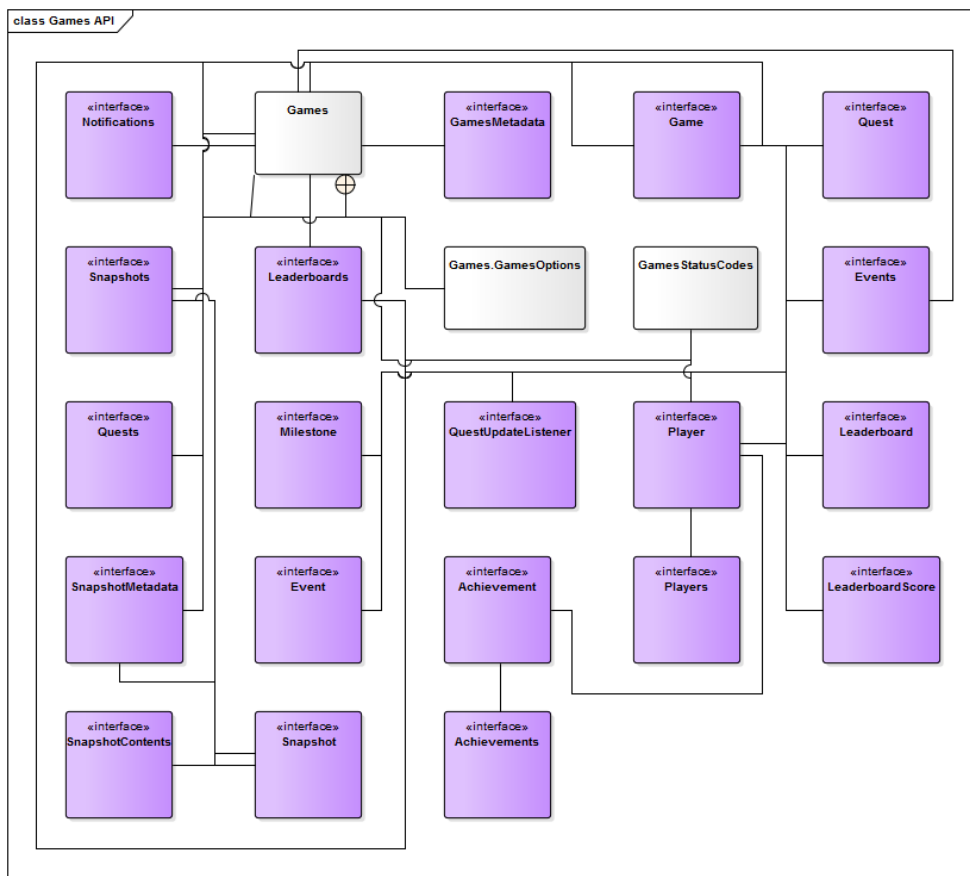 class Games API
«interface»
Notifications
Games
«interface»
GamesMetadata
«interface»
Game
«interface»
Quest
«interface»
Snapshots
«interface»
Leaderboards
Games.GamesOptions
GamesStatusCodes
«interface»
Events
«interface»
Quests
«interface»
Milestone
«interface»
QuestUpdateListener
«interface»
Player
«interface»
Leaderboard
«interface»
SnapshotMetadata
«interface»
Event
«interface»
Achievement
«interface»
Players
«interface»
LeaderboardScore
«interface»
SnapshotContents
«interface»
Snapshot
«interface»
Achievements